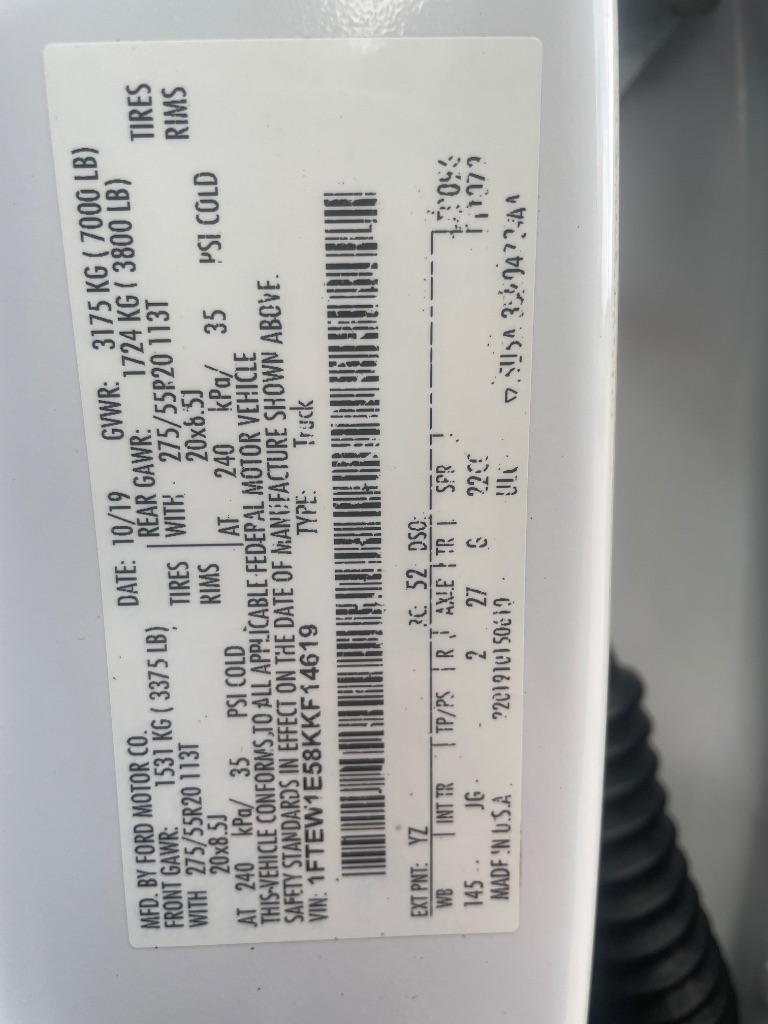 MFD. BY FORD MOTOR CO.
DATE: 10/19 GVWR: 3175 KG ( 7000 LB)
FRONT GAWR: 1531 KG ( 3375 LB)
REAR GAWR: 1724 KG ( 3800 LB)
WITH 275/55R20 113T TIRES
WITH 275/55R20 113T TIRES
20x8.5J RIMS
20x8.5J RIMS
AT 240 kPa/ 35 PSI COLD
AT 240 kPa/ 35 PSI COLD
THIS VEHICLE CONFORMS TO ALL APPLICABLE FEDERAL MOTOR VEHICLE
SAFETY STANDARDS IN EFFECT ON THE DATE OF MANUFACTURE SHOWN ABOVE.
VIN: 1FTEW1E58KKF14619 TYPE: Truck
EXT PNT: YZ RC: 52 DSO:
WB INT TR TP/PS R AXLE TR SPR
145 JG 2 27 6
MADE IN U.S.A.